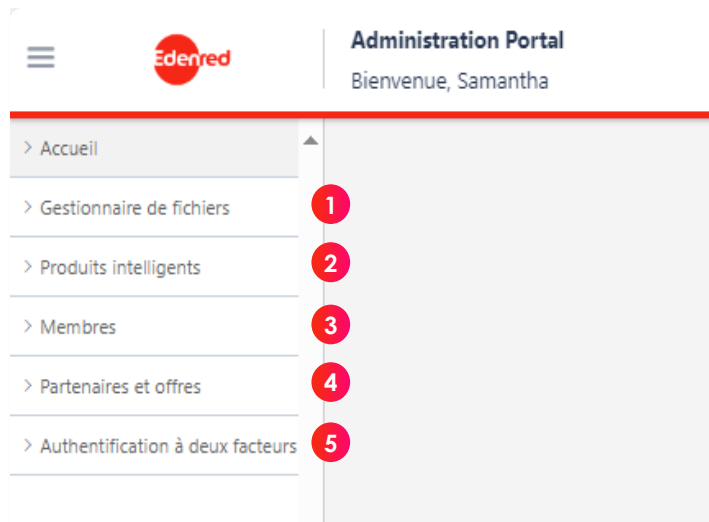 Edenred
Administration Portal
Bienvenue, Samantha
> Accueil
> Gestionnaire de fichiers 1
> Produits intelligents 2
> Membres 3
> Partenaires et offres 4
> Authentification à deux facteurs 5